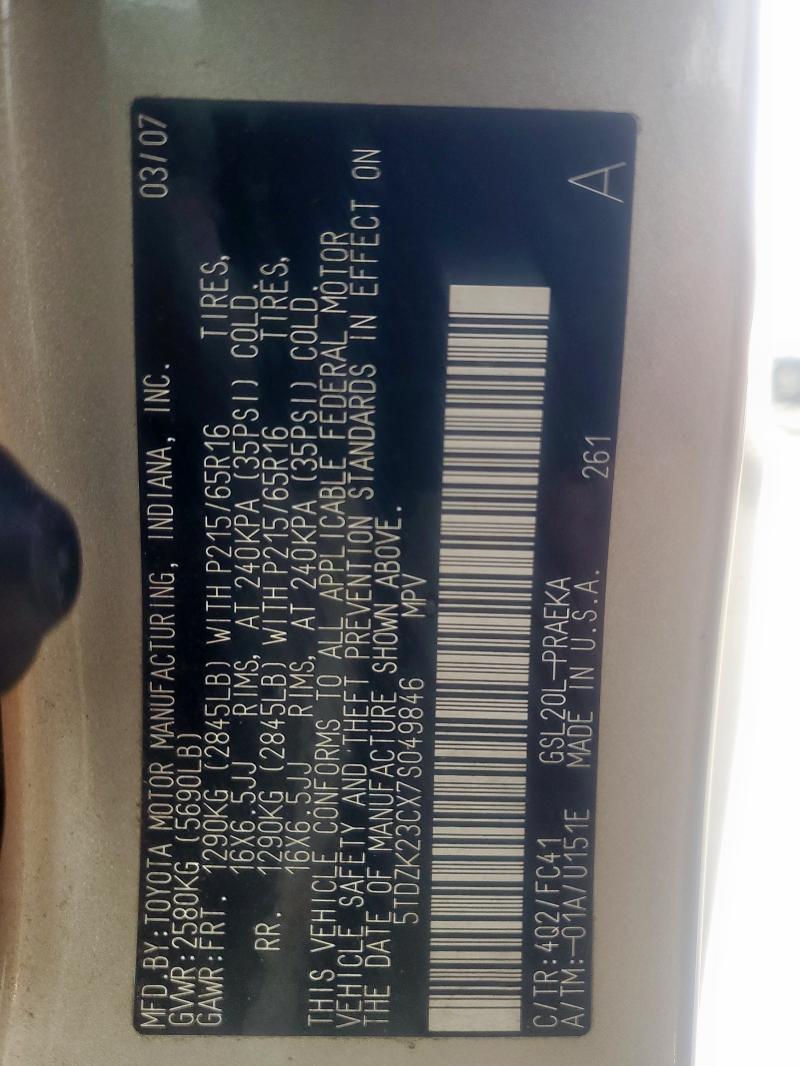 MFD.BY:TOYOTA MOTOR MANUFACTURING, INDIANA, INC. 03/07
GVWR:2580KG (5690LB)
GAWR:FRT. 1290KG (2845LB) WITH P215/65R16 TIRES,
16X6.5JJ RIMS, AT 240KPA (35PSI) COLD.
RR. 1290KG (2845LB) WITH P215/65R16 TIRES,
16X6.5JJ RIMS, AT 240KPA (35PSI) COLD.
THIS VEHICLE CONFORMS TO ALL APPLICABLE FEDERAL MOTOR
VEHICLE SAFETY AND THEFT PREVENTION STANDARDS IN EFFECT ON
THE DATE OF MANUFACTURE SHOWN ABOVE.
5TDZK23CX7S049846 MPV
C/TR:4Q2/FC41 GSL20L-PRAEKA
A/TM:-01A/U151E MADE IN U.S.A. 261 A